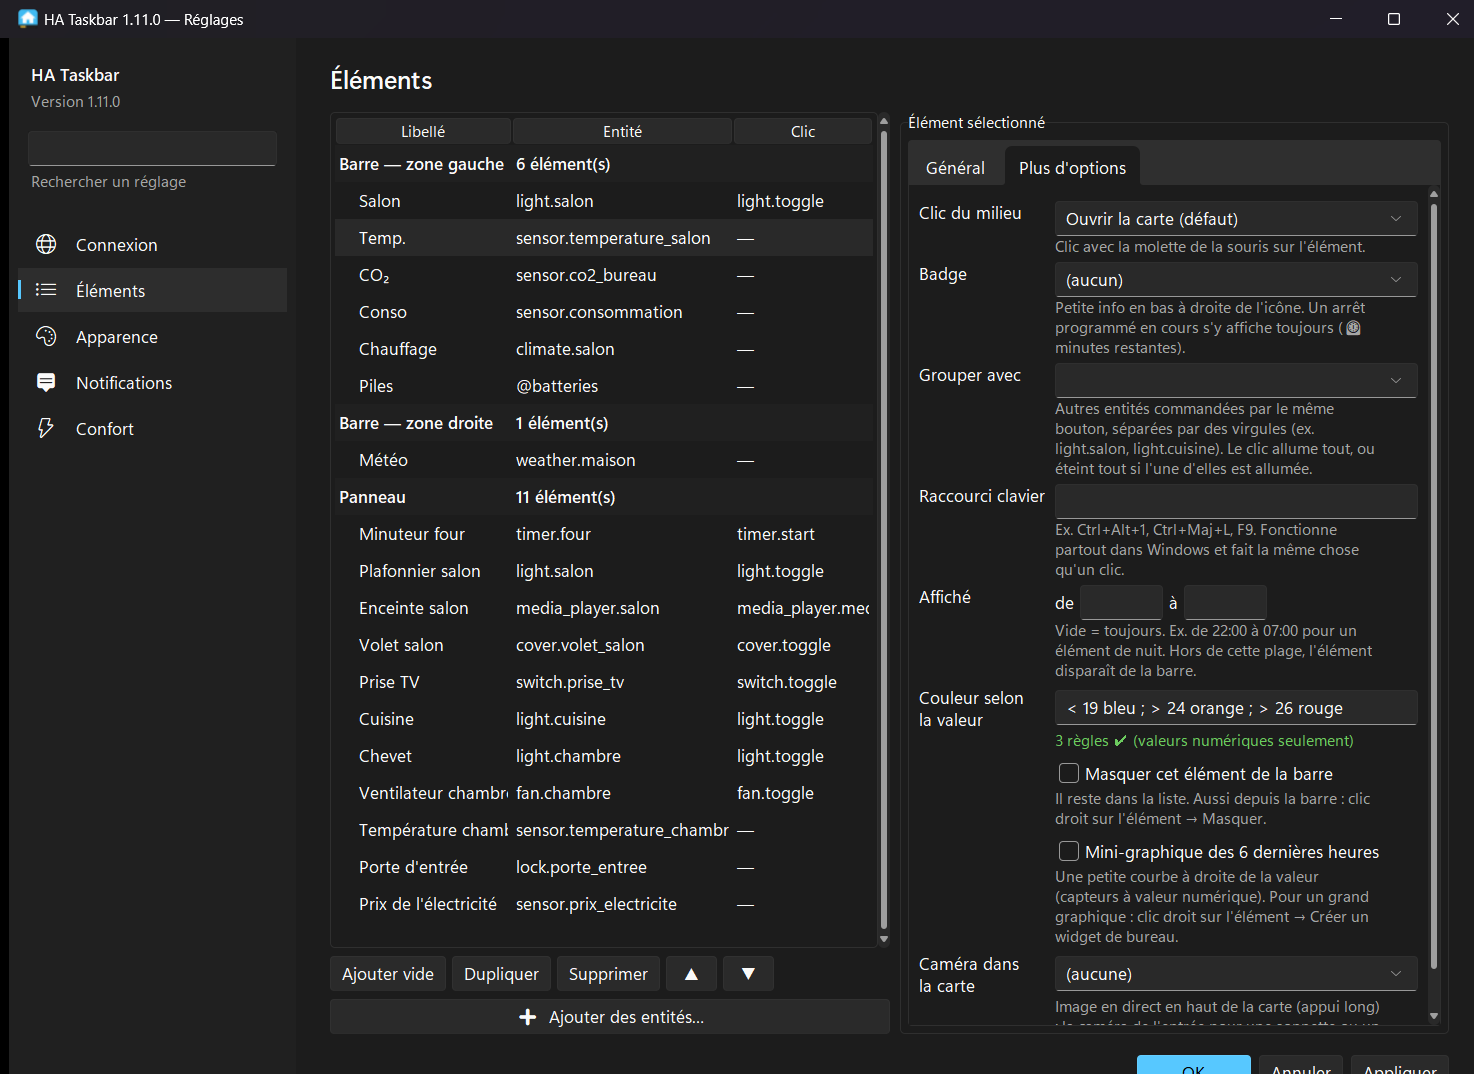 HA Taskbar 1.11.0 — Réglages
HA Taskbar
Version 1.11.0
Rechercher un réglage
Connexion
Éléments
Apparence
Notifications
Confort
Éléments
Libellé Entité Clic
Barre — zone gauche 6 élément(s)
Salon light.salon light.toggle
Temp. sensor.temperature_salon —
CO₂ sensor.co2_bureau —
Conso sensor.consommation —
Chauffage climate.salon —
Piles @batteries —
Barre — zone droite 1 élément(s)
Météo weather.maison —
Panneau 11 élément(s)
Minuteur four timer.four timer.start
Plafonnier salon light.salon light.toggle
Enceinte salon media_player.salon media_player.med
Volet salon cover.volet_salon cover.toggle
Prise TV switch.prise_tv switch.toggle
Cuisine light.cuisine light.toggle
Chevet light.chambre light.toggle
Ventilateur chambr fan.chambre fan.toggle
Température chaml sensor.temperature_chambr —
Porte d'entrée lock.porte_entree —
Prix de l'électricité sensor.prix_electricite —
Ajouter vide Dupliquer Supprimer ▲ ▼
Ajouter des entités...
Élément sélectionné
Général Plus d'options
Clic du milieu Ouvrir la carte (défaut)
Clic avec la molette de la souris sur l'élément.
Badge (aucun)
Petite info en bas à droite de l'icône. Un arrêt
programmé en cours s'y affiche toujours (⏲
minutes restantes).
Grouper avec
Autres entités commandées par le même
bouton, séparées par des virgules (ex.
light.salon, light.cuisine). Le clic allume tout, ou
éteint tout si l'une d'elles est allumée.
Raccourci clavier
Ex. Ctrl+Alt+1, Ctrl+Maj+L, F9. Fonctionne
partout dans Windows et fait la même chose
qu'un clic.
Affiché de à
Vide = toujours. Ex. de 22:00 à 07:00 pour un
élément de nuit. Hors de cette plage, l'élément
disparaît de la barre.
Couleur selon
la valeur
< 19 bleu ; > 24 orange ; > 26 rouge
3 règles ✔ (valeurs numériques seulement)
Masquer cet élément de la barre
Il reste dans la liste. Aussi depuis la barre : clic
droit sur l'élément → Masquer.
Mini-graphique des 6 dernières heures
Une petite courbe à droite de la valeur
(capteurs à valeur numérique). Pour un grand
graphique : clic droit sur l'élément → Créer un
widget de bureau.
Caméra dans
la carte
(aucune)
Image en direct en haut de la carte (appui long)
OK Annuler Appliquer